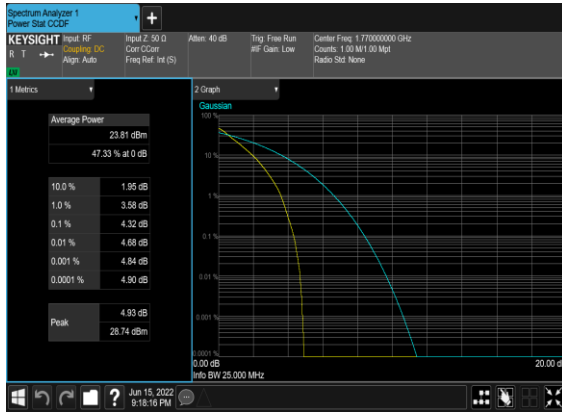 Spectrum Analyzer 1
Power Stat CCDF
+
KEYSIGHT
R T
LU
Input: RF
Coupling: DC
Align: Auto
Input Z: 50 Ω
Corr CCorr
Freq Ref: Int (S)
Atten: 40 dB
Trig: Free Run
#IF Gain: Low
Center Freq: 1.770000000 GHz
Counts: 1.00 M/1.00 Mpt
Radio Std: None
1 Metrics
Average Power
23.81 dBm
47.33 % at 0 dB
10.0 % 1.95 dB
1.0 % 3.58 dB
0.1 % 4.32 dB
0.01 % 4.68 dB
0.001 % 4.84 dB
0.0001 % 4.90 dB
Peak
4.93 dB
28.74 dBm
2 Graph
Gaussian
100 %
10 %
1 %
0.1 %
0.01 %
0.001 %
0.0001 %
0.00 dB
20.00 d
Info BW 25.000 MHz
?
Jun 15, 2022
9:18:16 PM